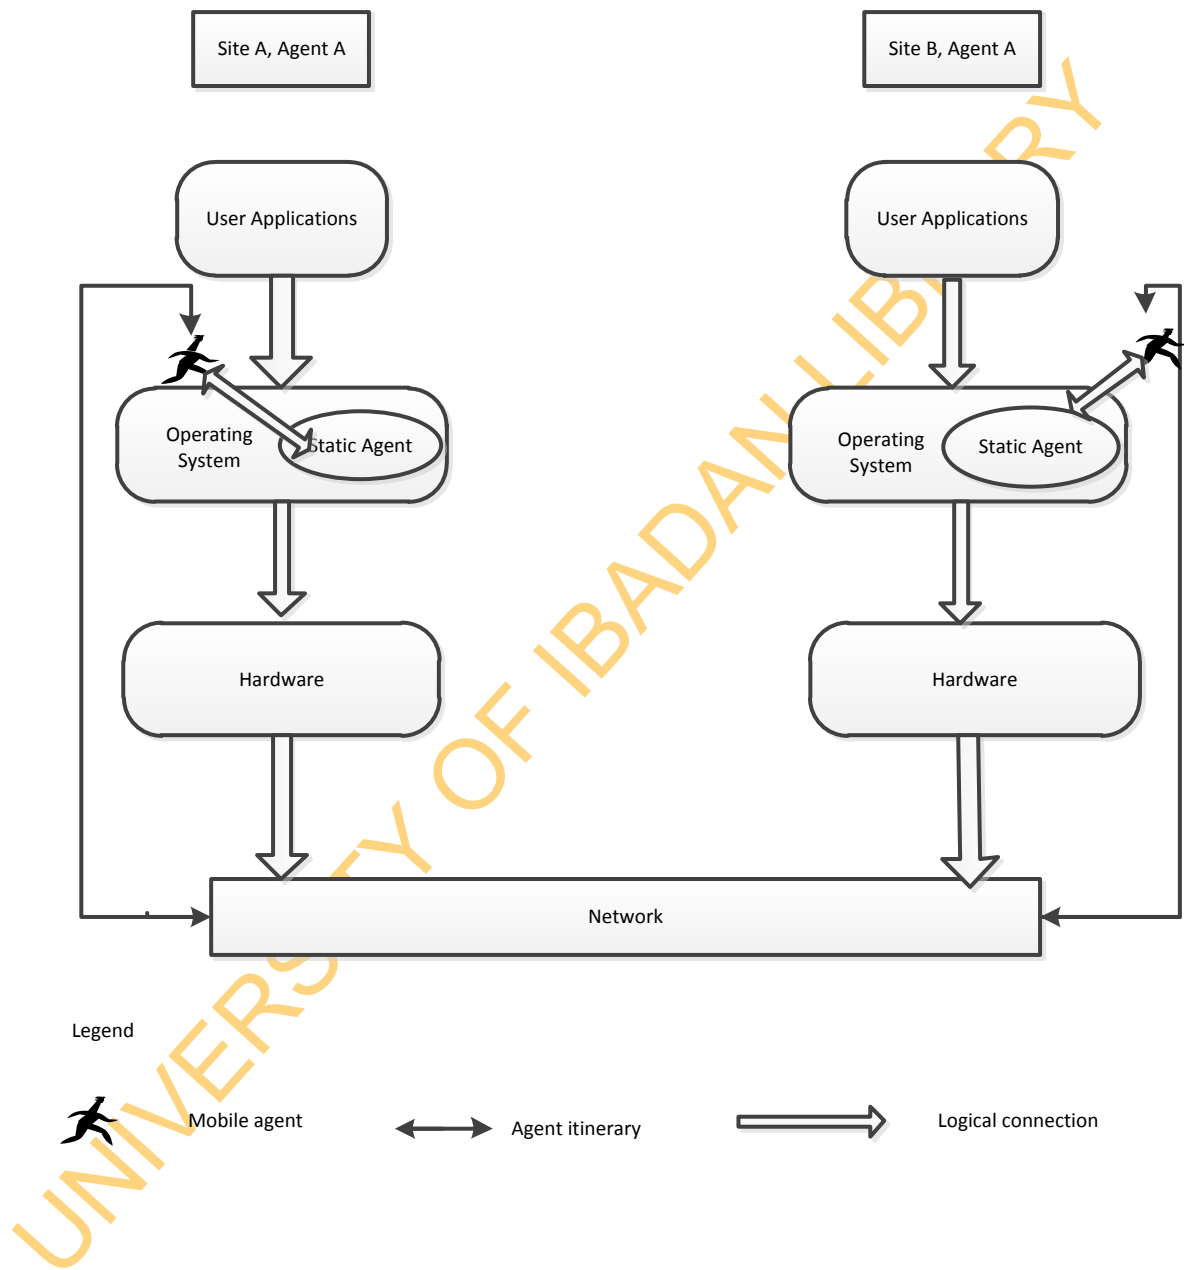 Site A, Agent A
Site B, Agent A
User Applications
User Applications
Operating
System
Static Agent
Operating
System
Static Agent
Hardware
Hardware
Network
Legend
Mobile agent
Agent itinerary
Logical connection
UNIVERSITY OF IBADAN LIBRARY